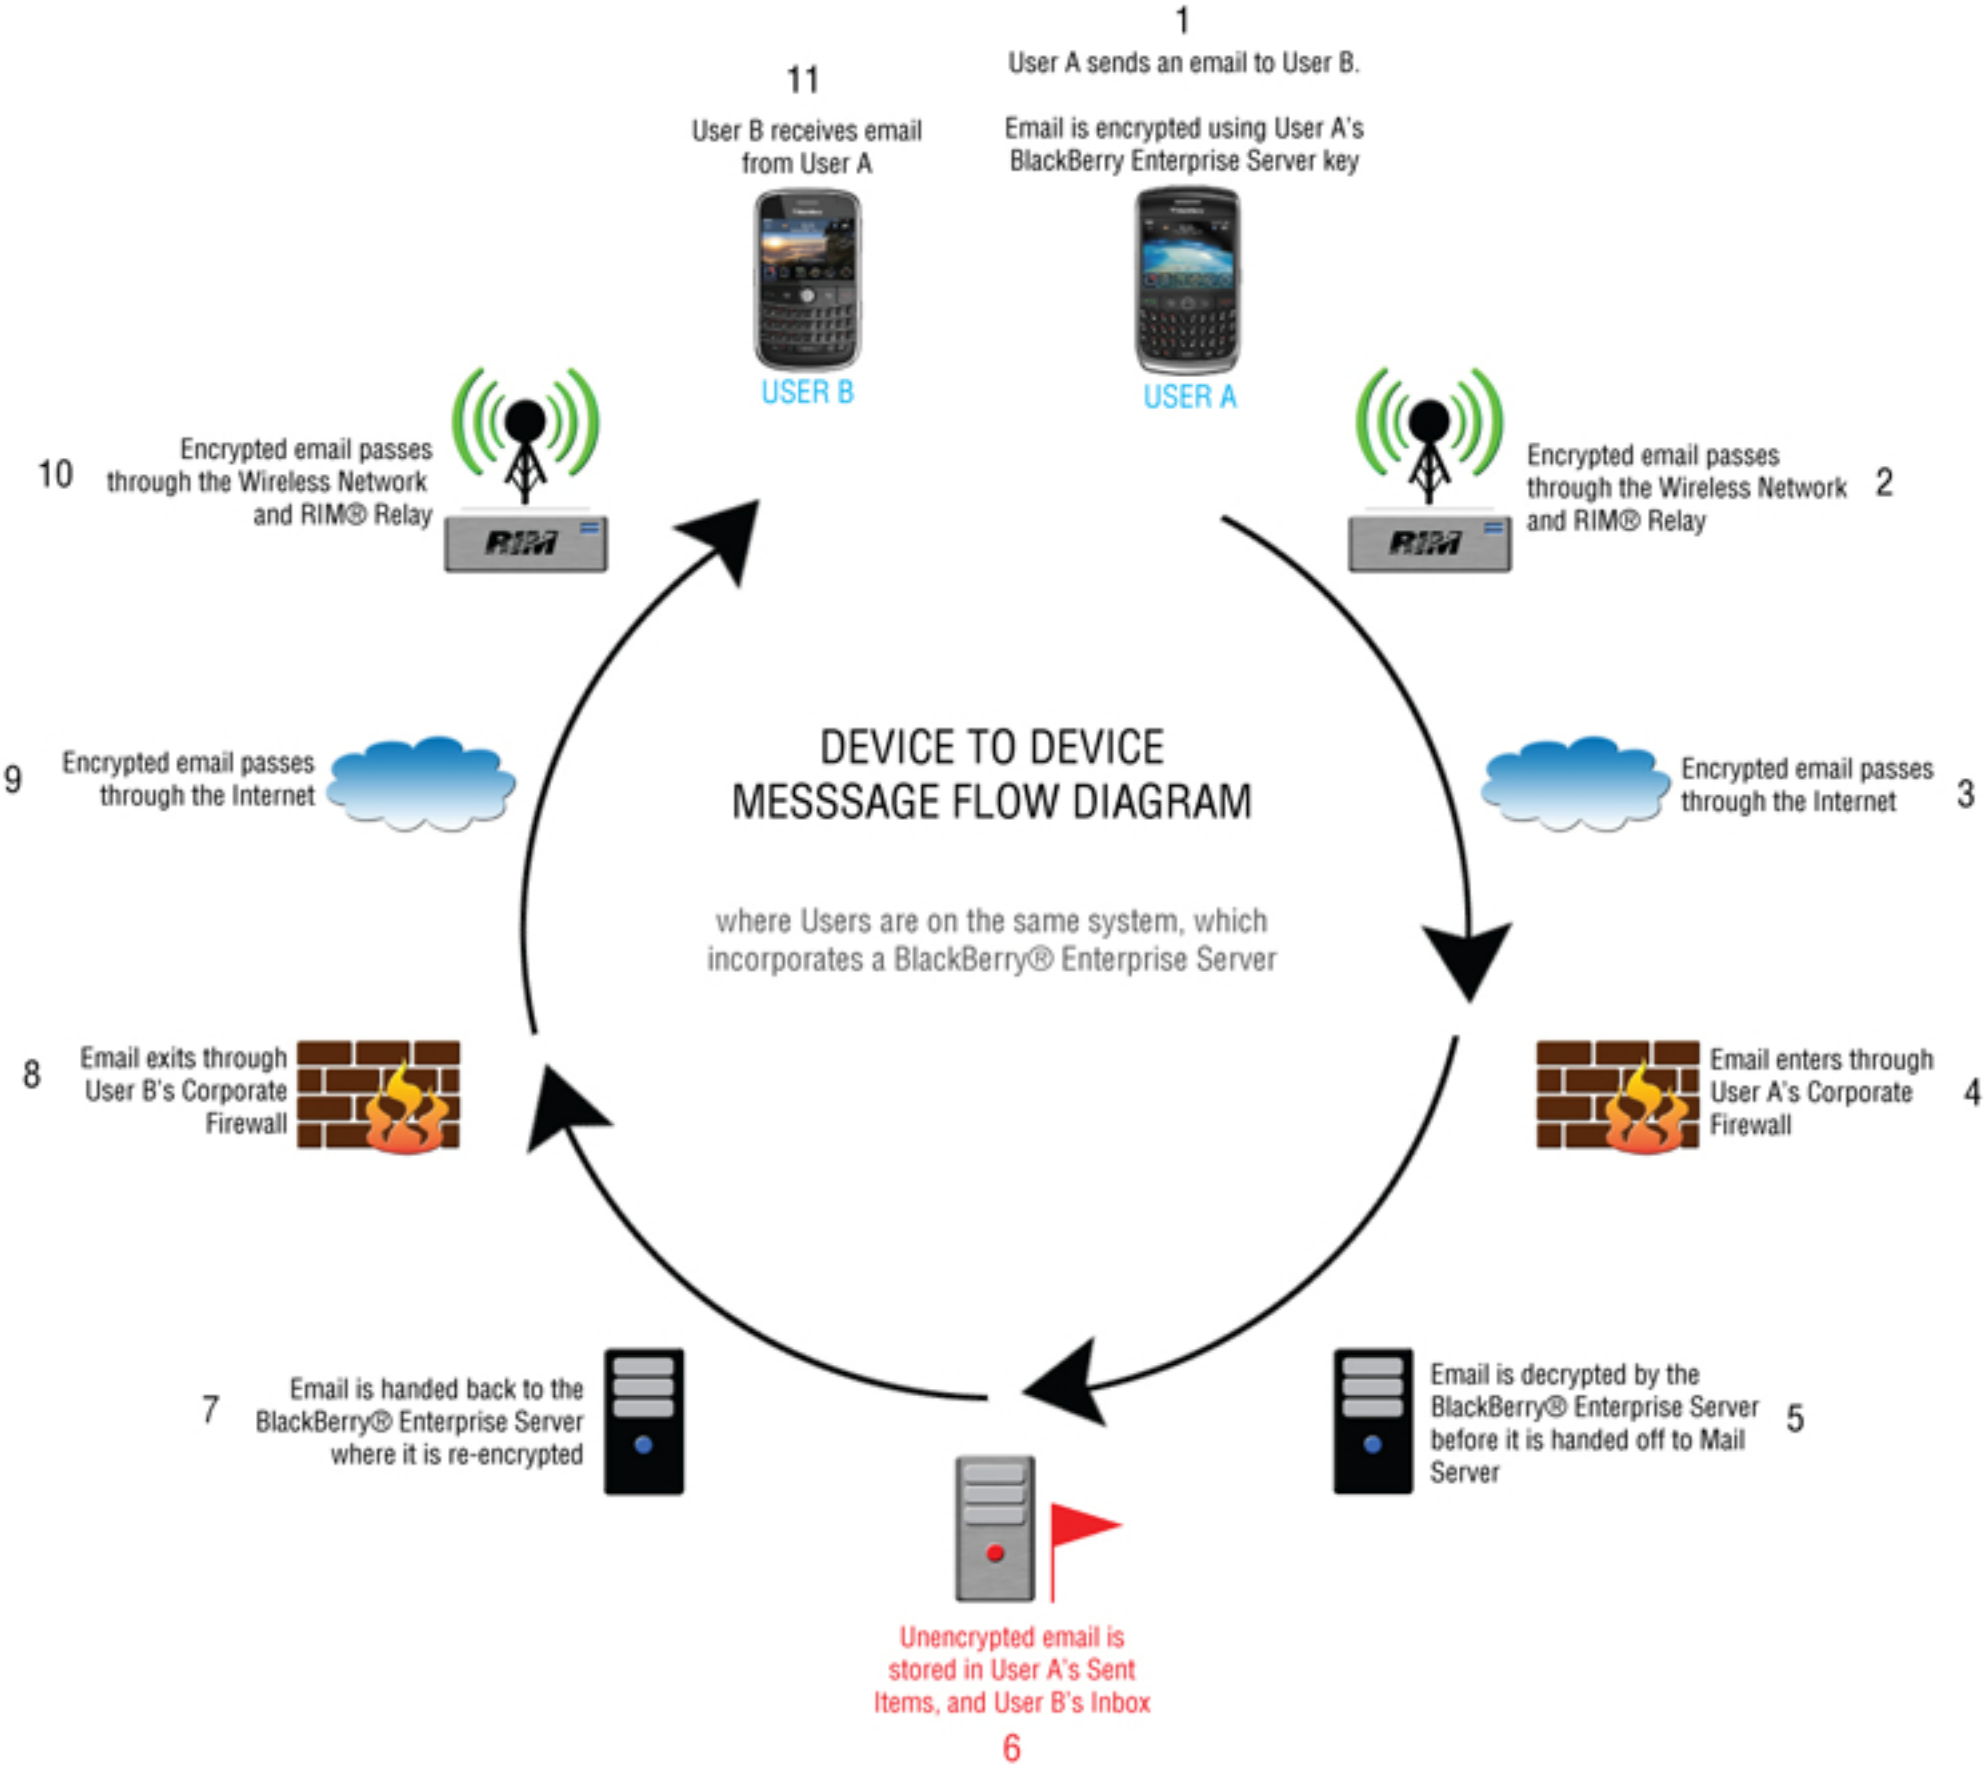 1
User A sends an email to User B.
Email is encrypted using User A's
BlackBerry Enterprise Server key
USER A
Encrypted email passes
through the Wireless Network
and RIM® Relay
2
RIM
Encrypted email passes
through the Internet
3
Email enters through
User A's Corporate
Firewall
4
Email is decrypted by the
BlackBerry® Enterprise Server
before it is handed off to Mail
Server
5
Unencrypted email is
stored in User A's Sent
Items, and User B's Inbox
6
7
Email is handed back to the
BlackBerry® Enterprise Server
where it is re-encrypted
8
Email exits through
User B's Corporate
Firewall
9
Encrypted email passes
through the Internet
10
Encrypted email passes
through the Wireless Network
and RIM® Relay
RIM
11
User B receives email
from User A
USER B
DEVICE TO DEVICE
MESSSAGE FLOW DIAGRAM
where Users are on the same system, which
incorporates a BlackBerry® Enterprise Server